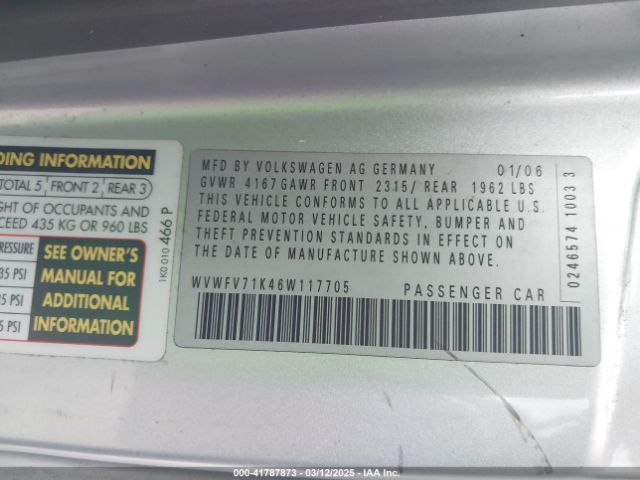 DING INFORMATION
TOTAL 5 FRONT 2 REAR 3
GHT OF OCCUPANTS AND
CEED 435 KG OR 960 LBS
PRESSURE
35 PSI
35 PSI
5 PSI
SEE OWNER'S
MANUAL FOR
ADDITIONAL
INFORMATION
1K0 010 466 P
MFD BY VOLKSWAGEN AG GERMANY 01/06
GVWR 4167 GAWR FRONT 2315/ REAR 1962 LBS
THIS VEHICLE CONFORMS TO ALL APPLICABLE U.S.
FEDERAL MOTOR VEHICLE SAFETY, BUMPER AND
THEFT PREVENTION STANDARDS IN EFFECT ON
THE DATE OF MANUFACTURE SHOWN ABOVE.
WVWFV71K46W117705 PASSENGER CAR
0246574 1003 3
000-41787873 - 03/12/2025 - IAA Inc.